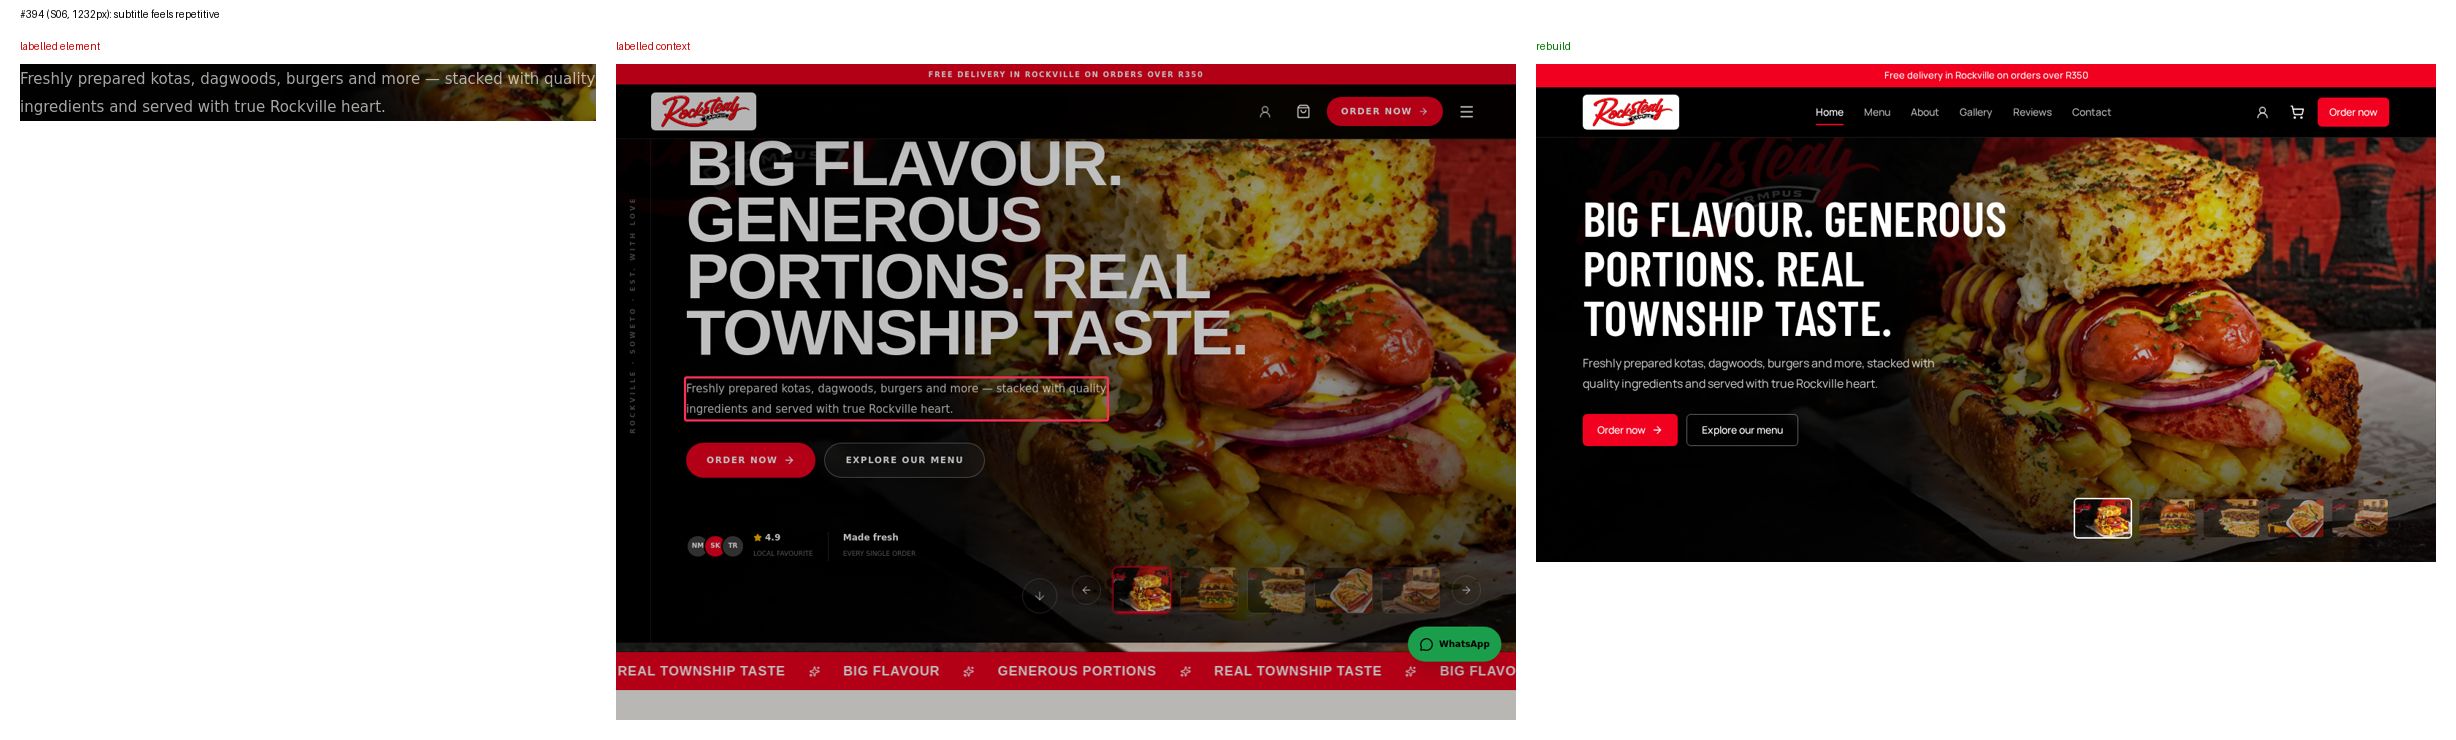 #394 (S06, 1232px): subtitle feels repetitive
labelled element
Freshly prepared kotas, dagwoods, burgers and more — stacked with quality
ingredients and served with true Rockville heart.
labelled context
FREE DELIVERY IN ROCKVILLE ON ORDERS OVER R350
Rocksteady
ORDER NOW →
ROCKVILLE · SOWETO · EST. WITH LOVE
BIG FLAVOUR.
GENEROUS
PORTIONS. REAL
TOWNSHIP TASTE.
Freshly prepared kotas, dagwoods, burgers and more — stacked with quality
ingredients and served with true Rockville heart.
ORDER NOW →
EXPLORE OUR MENU
NM SK TR
4.9
LOCAL FAVOURITE
Made fresh
EVERY SINGLE ORDER
WhatsApp
REAL TOWNSHIP TASTE BIG FLAVOUR GENEROUS PORTIONS REAL TOWNSHIP TASTE BIG FLAVO
rebuild
Free delivery in Rockville on orders over R350
Rocksteady
Home Menu About Gallery Reviews Contact
Order now
BIG FLAVOUR. GENEROUS
PORTIONS. REAL
TOWNSHIP TASTE.
Freshly prepared kotas, dagwoods, burgers and more, stacked with
quality ingredients and served with true Rockville heart.
Order now →
Explore our menu